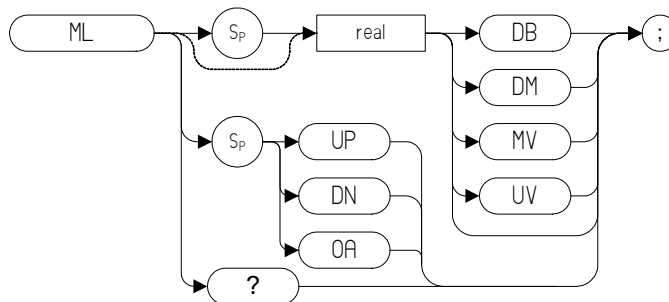 ML SP real DB ;
DM
SP UP MV
DN UV
OA
?